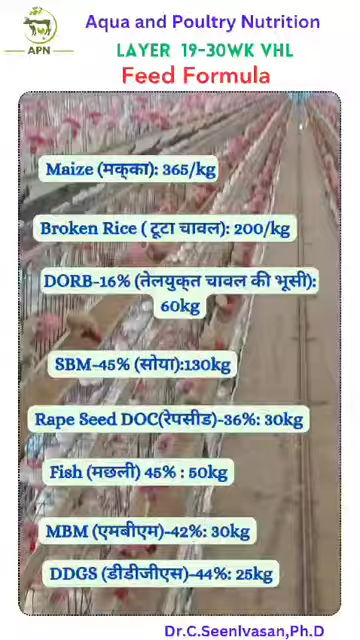 APN
Aqua and Poultry Nutrition
LAYER 19-30WK VHL
Feed Formula
Maize (मक्का): 365/kg
Broken Rice ( टूटा चावल): 200/kg
DORB-16% (तेलयुक्त चावल की भूसी):
60kg
SBM-45% (सोया):130kg
Rape Seed DOC(रेपसीड)-36%: 30kg
Fish (मछली) 45% : 50kg
MBM (एमबीएम)-42%: 30kg
DDGS (डीडीजीएस)-44%: 25kg
Dr.C.SeenIvasan,Ph.D